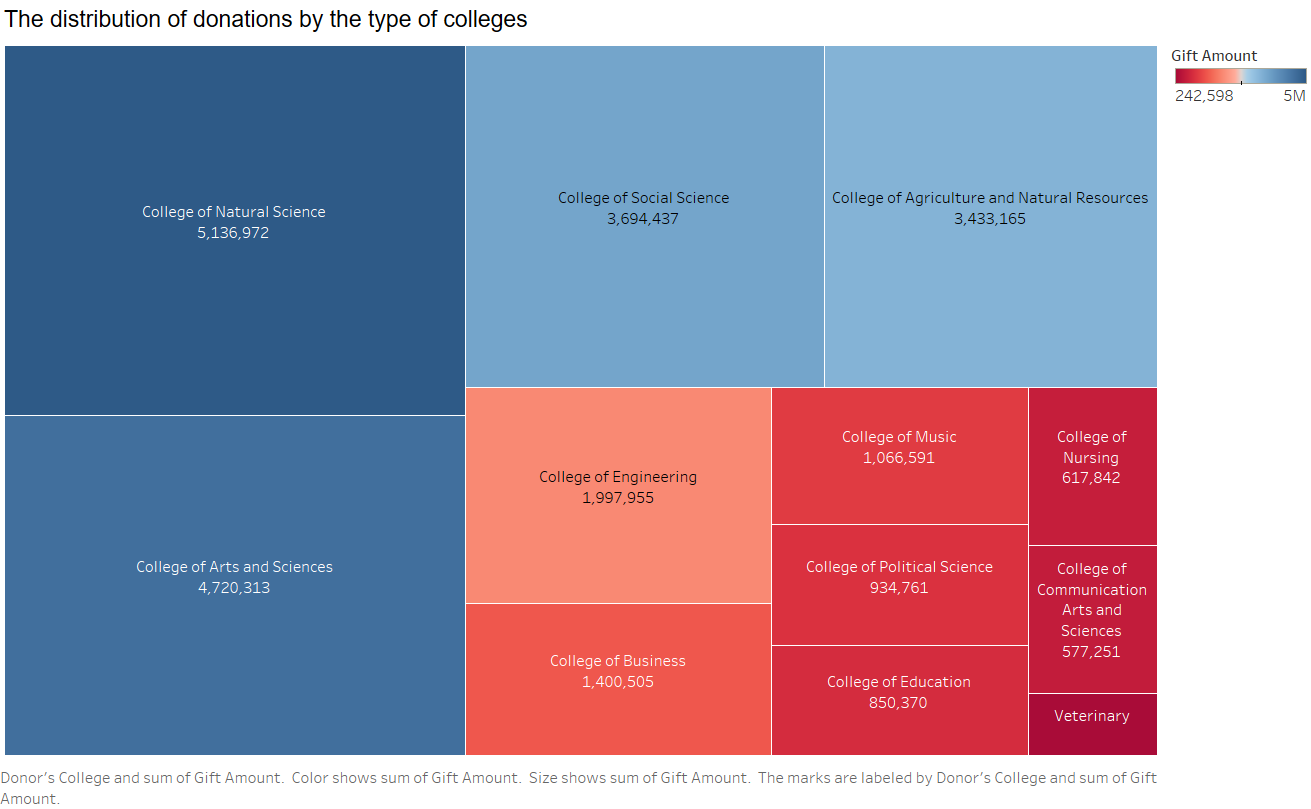 The distribution of donations by the type of colleges
Gift Amount
242,598
5M
College of Natural Science
5,136,972
College of Social Science
3,694,437
College of Agriculture and Natural Resources
3,433,165
College of Arts and Sciences
4,720,313
College of Engineering
1,997,955
College of Business
1,400,505
College of Music
1,066,591
College of Political Science
934,761
College of Education
850,370
College of
Nursing
617,842
College of
Communication
Arts and
Sciences
577,251
Veterinary
Donor's College and sum of Gift Amount.  Color shows sum of Gift Amount.  Size shows sum of Gift Amount.  The marks are labeled by Donor's College and sum of Gift
Amount.